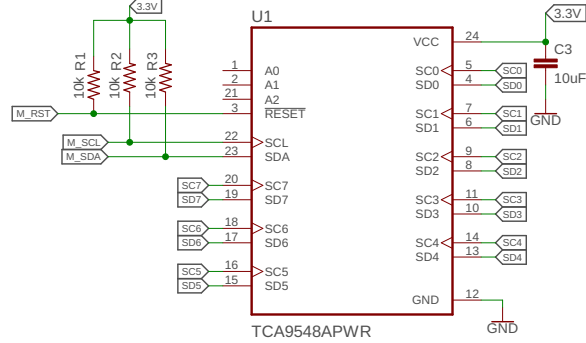 3.3V
U1
3.3V
10k R1
10k R2
10k R3
VCC 24
C3
10uF
GND
1 A0
2 A1
21 A2
M_RST 3 RESET
M_SCL 22 SCL
M_SDA 23 SDA
SC7 20 SC7
SD7 19 SD7
SC6 18 SC6
SD6 17 SD6
SC5 16 SC5
SD5 15 SD5
SC0 5 SC0
SD0 4 SD0
SC1 7 SC1
SD1 6 SD1
SC2 9 SC2
SD2 8 SD2
SC3 11 SC3
SD3 10 SD3
SC4 14 SC4
SD4 13 SD4
GND 12
GND
TCA9548APWR